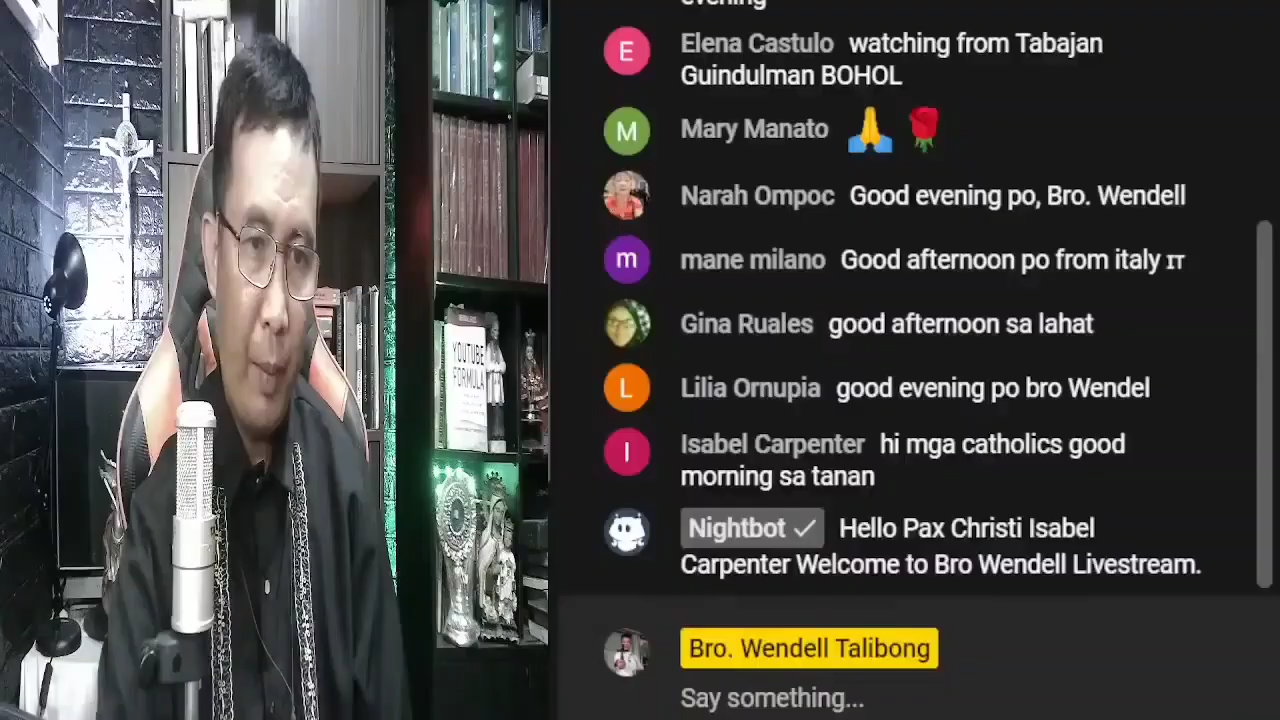 evening
E
Elena Castulo watching from Tabajan
Guindulman BOHOL
M
Mary Manato 🙏 🌹
Narah Ompoc Good evening po, Bro. Wendell
m
mane milano Good afternoon po from italy IT
Gina Ruales good afternoon sa lahat
L
Lilia Ornupia good evening po bro Wendel
I
Isabel Carpenter hi mga catholics good
morning sa tanan
Nightbot ✓ Hello Pax Christi Isabel
Carpenter Welcome to Bro Wendell Livestream.
Bro. Wendell Talibong
Say something...
YOUTUBE
FORMULA